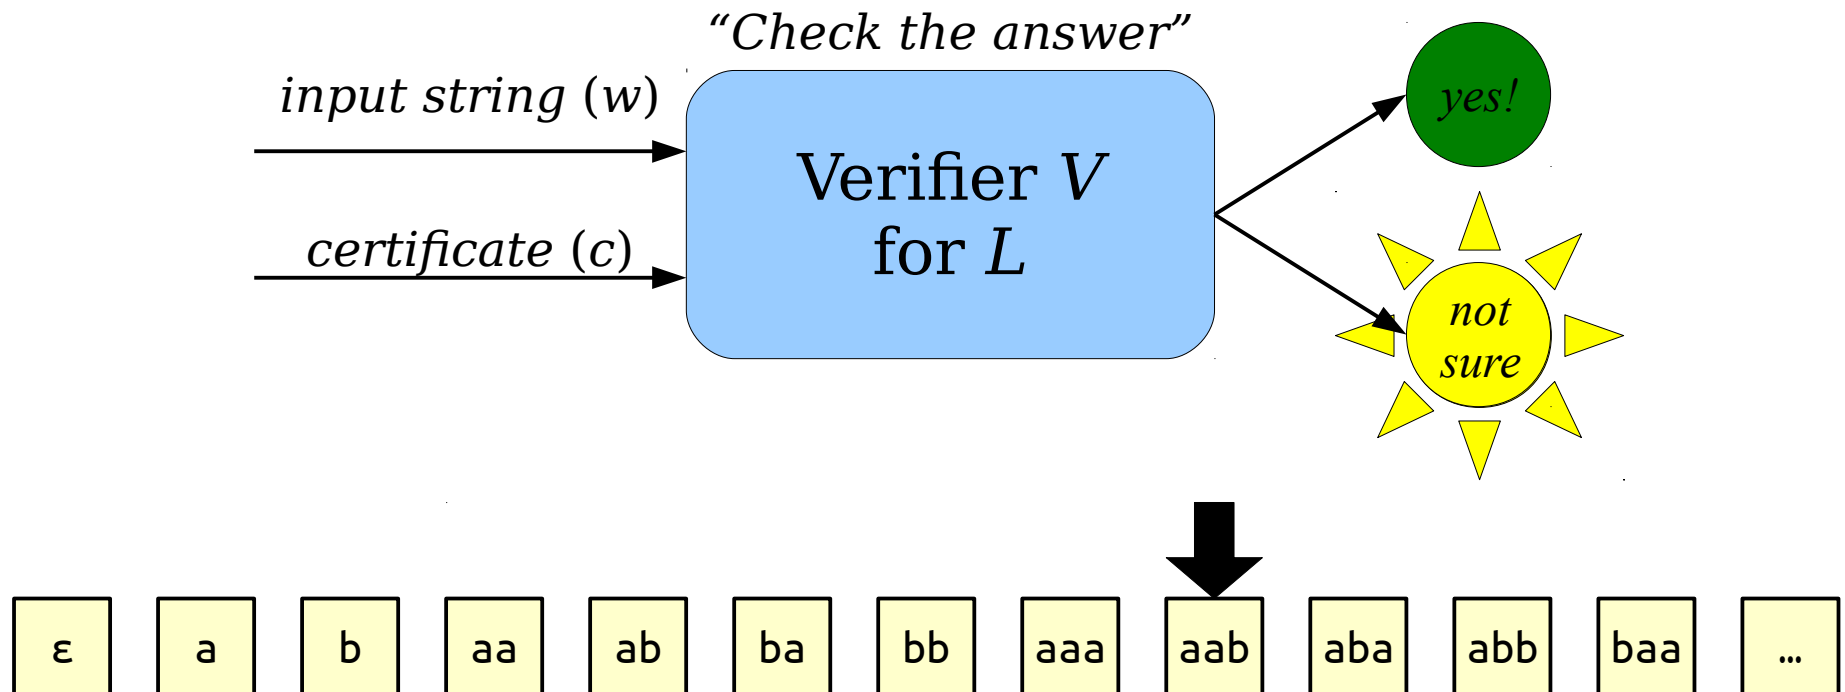 “Check the answer”
input string (w)
certificate (c)
Verifier V
for L
yes!
not
sure
ε a b aa ab ba bb aaa aab aba abb baa …